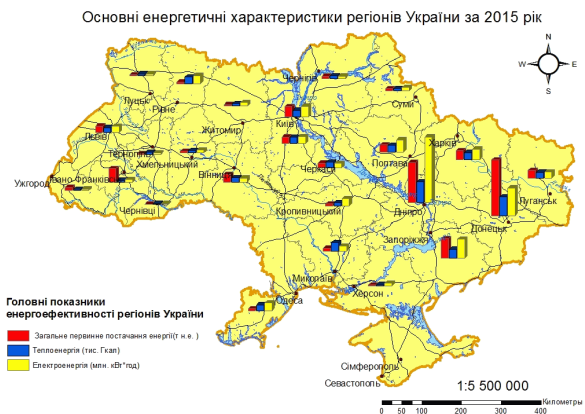 Основні енергетичні характеристики регіонів України за 2015 рік
N
W E
S
Чернігів
Луцьк
Рівне
Суми
Київ
Житомир
Львів
Харків
Тернопіль
Хмельницький
Полтава
Черкаси
Івано-Франківськ
Вінниця
Ужгород
Луганськ
Чернівці
Кропивницький
Дніпро
Донецьк
Запоріжжя
Миколаїв
Херсон
Одеса
Головні показники
енергоефективності регіонів України
Загальне первинне постачання енергії(т н.е. )
Теплоенергія (тис. Гкал)
Електроенергія (млн. кВт*год)
Сімферополь
Севастополь
1:5 500 000
Километры
0 50 100 200 300 400